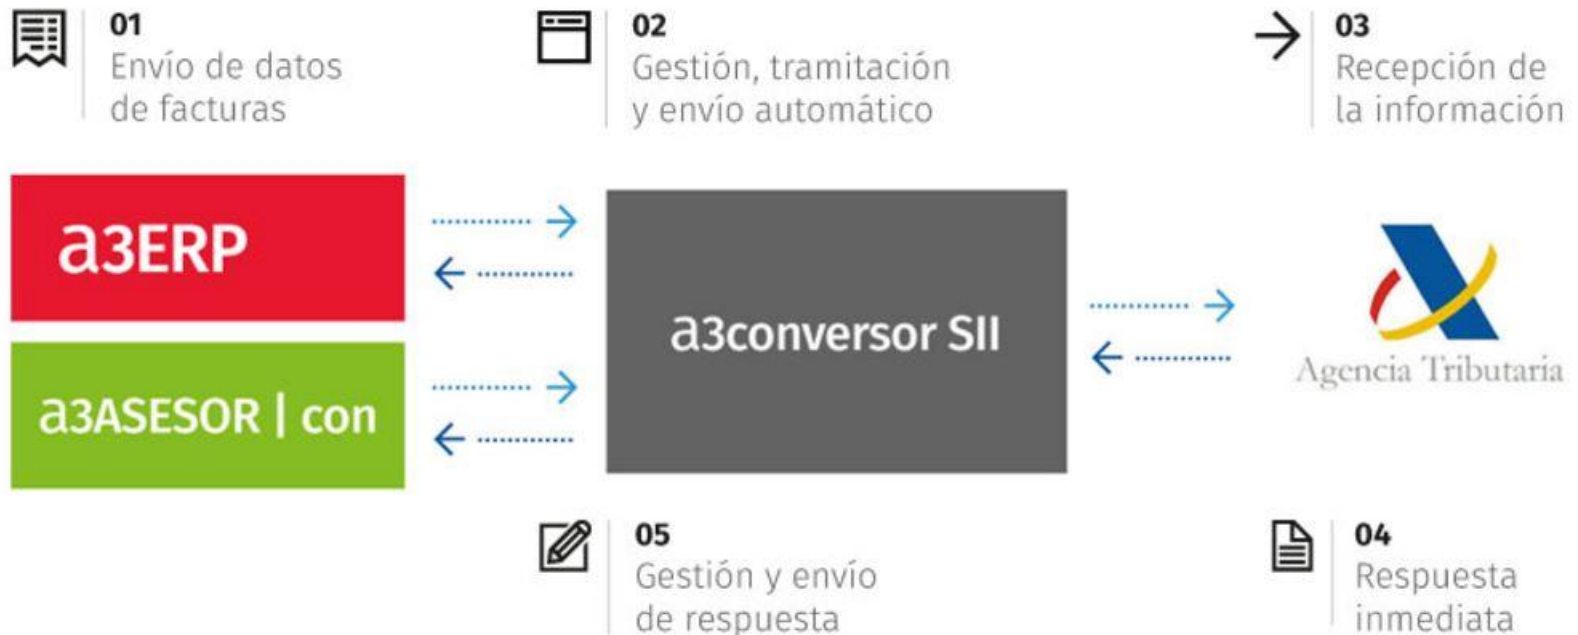 01
Envío de datos
de facturas
02
Gestión, tramitación
y envío automático
03
Recepción de
la información
a3ERP
a3ASESOR | con
a3conversor SII
Agencia Tributaria
05
Gestión y envío
de respuesta
04
Respuesta
inmediata